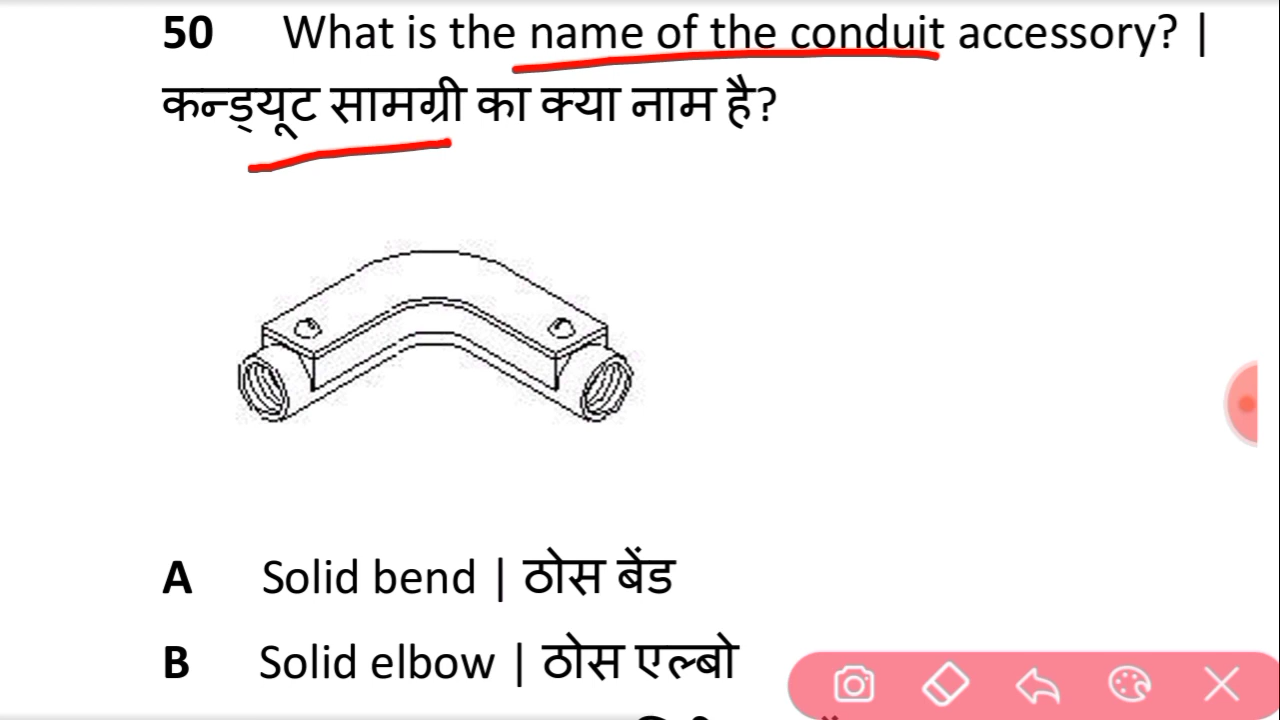 50 What is the name of the conduit accessory? |
कन्ड्यूट सामग्री का क्या नाम है?
A Solid bend | ठोस बेंड
B Solid elbow | ठोस एल्बो